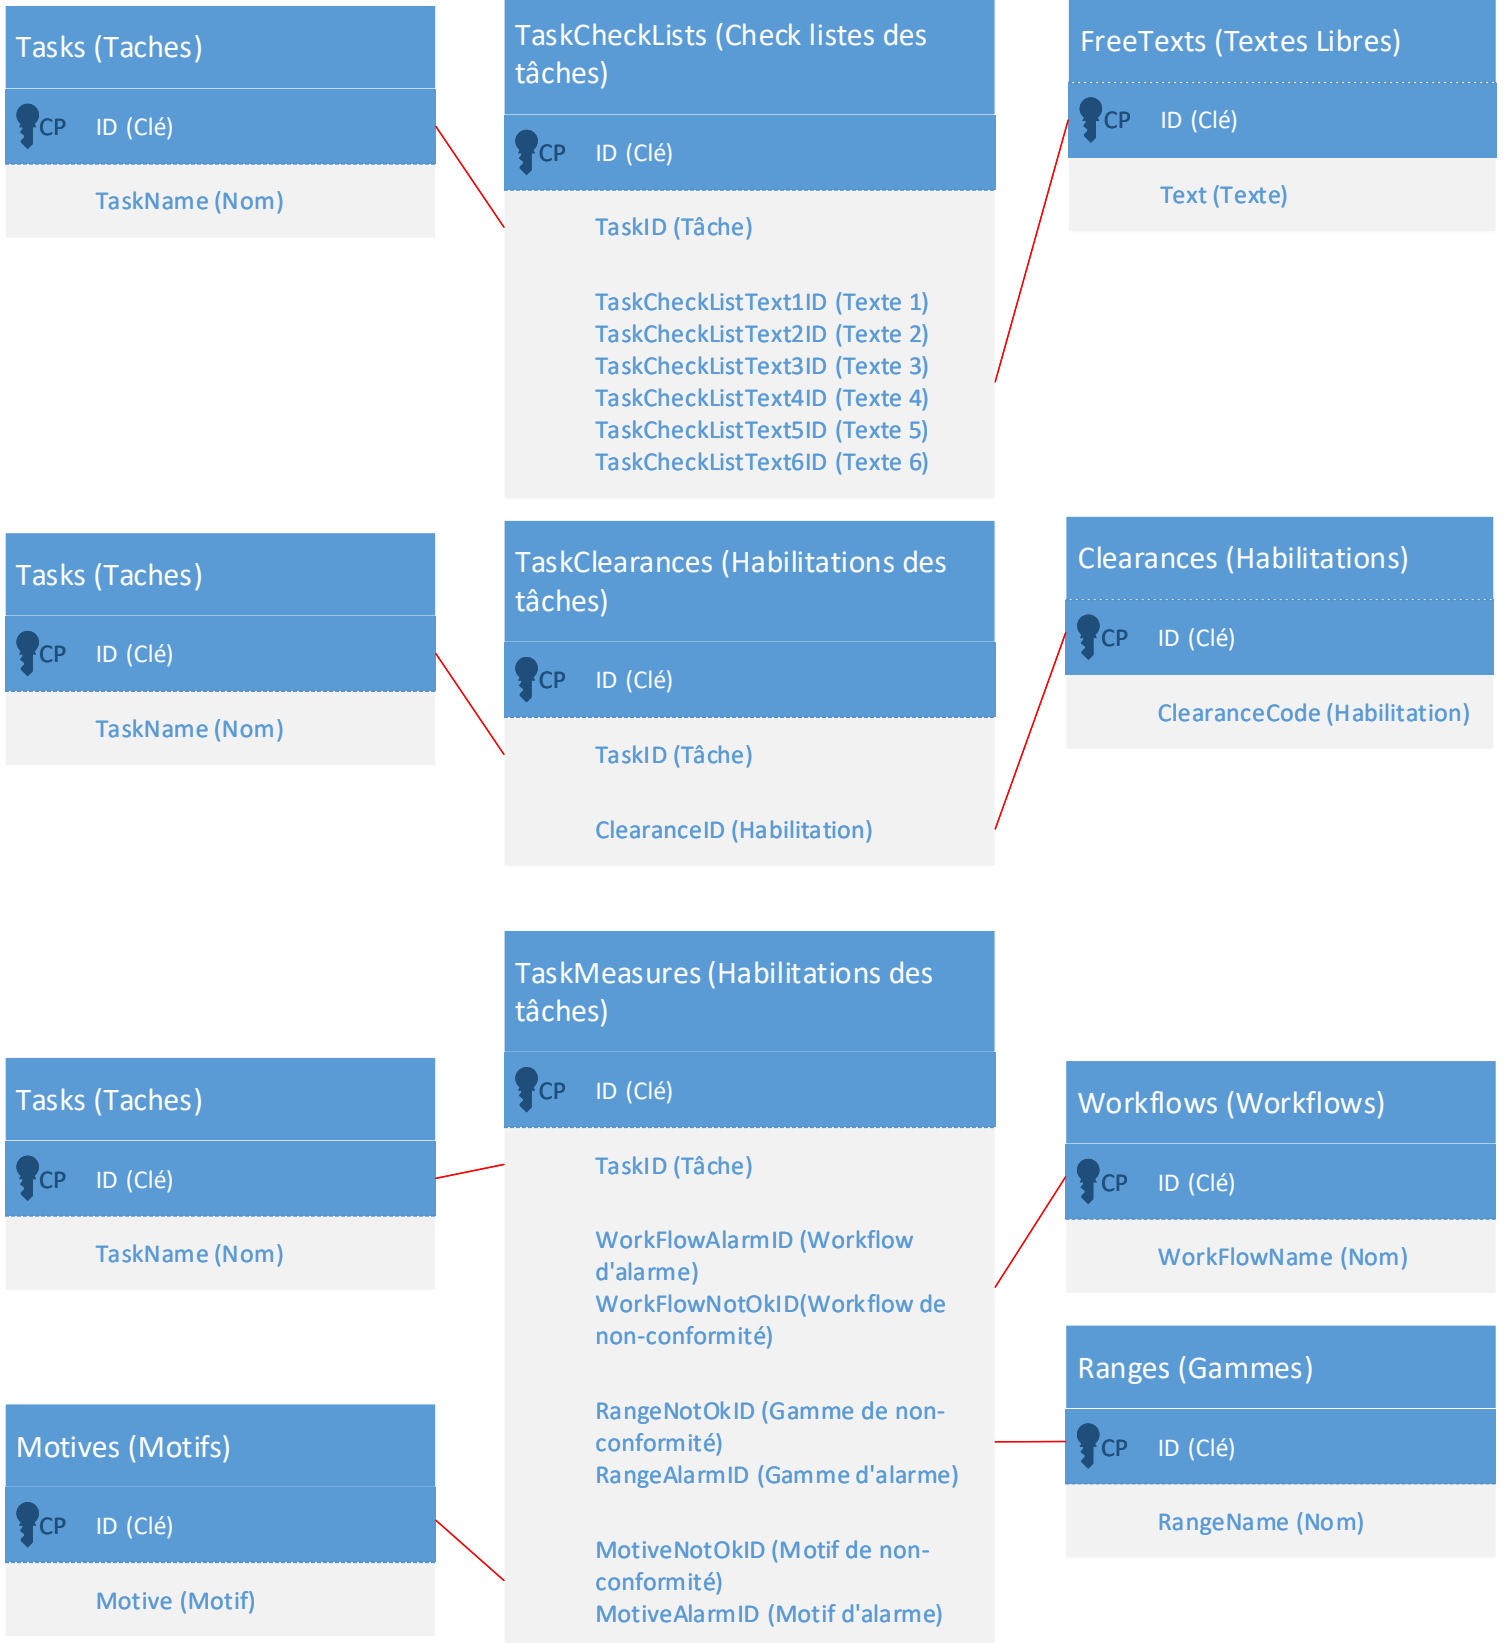 Tasks (Taches)
CP ID (Clé)
TaskName (Nom)
TaskCheckLists (Check listes des
tâches)
CP ID (Clé)
TaskID (Tâche)
TaskCheckListText1ID (Texte 1)
TaskCheckListText2ID (Texte 2)
TaskCheckListText3ID (Texte 3)
TaskCheckListText4ID (Texte 4)
TaskCheckListText5ID (Texte 5)
TaskCheckListText6ID (Texte 6)
FreeTexts (Textes Libres)
CP ID (Clé)
Text (Texte)
Tasks (Taches)
CP ID (Clé)
TaskName (Nom)
TaskClearances (Habilitations des
tâches)
CP ID (Clé)
TaskID (Tâche)
ClearanceID (Habilitation)
Clearances (Habilitations)
CP ID (Clé)
ClearanceCode (Habilitation)
Tasks (Taches)
CP ID (Clé)
TaskName (Nom)
Motives (Motifs)
CP ID (Clé)
Motive (Motif)
TaskMeasures (Habilitations des
tâches)
CP ID (Clé)
TaskID (Tâche)
WorkFlowAlarmID (Workflow
d'alarme)
WorkFlowNotOkID(Workflow de
non-conformité)
RangeNotOkID (Gamme de non-
conformité)
RangeAlarmID (Gamme d'alarme)
MotiveNotOkID (Motif de non-
conformité)
MotiveAlarmID (Motif d'alarme)
Workflows (Workflows)
CP ID (Clé)
WorkFlowName (Nom)
Ranges (Gammes)
CP ID (Clé)
RangeName (Nom)